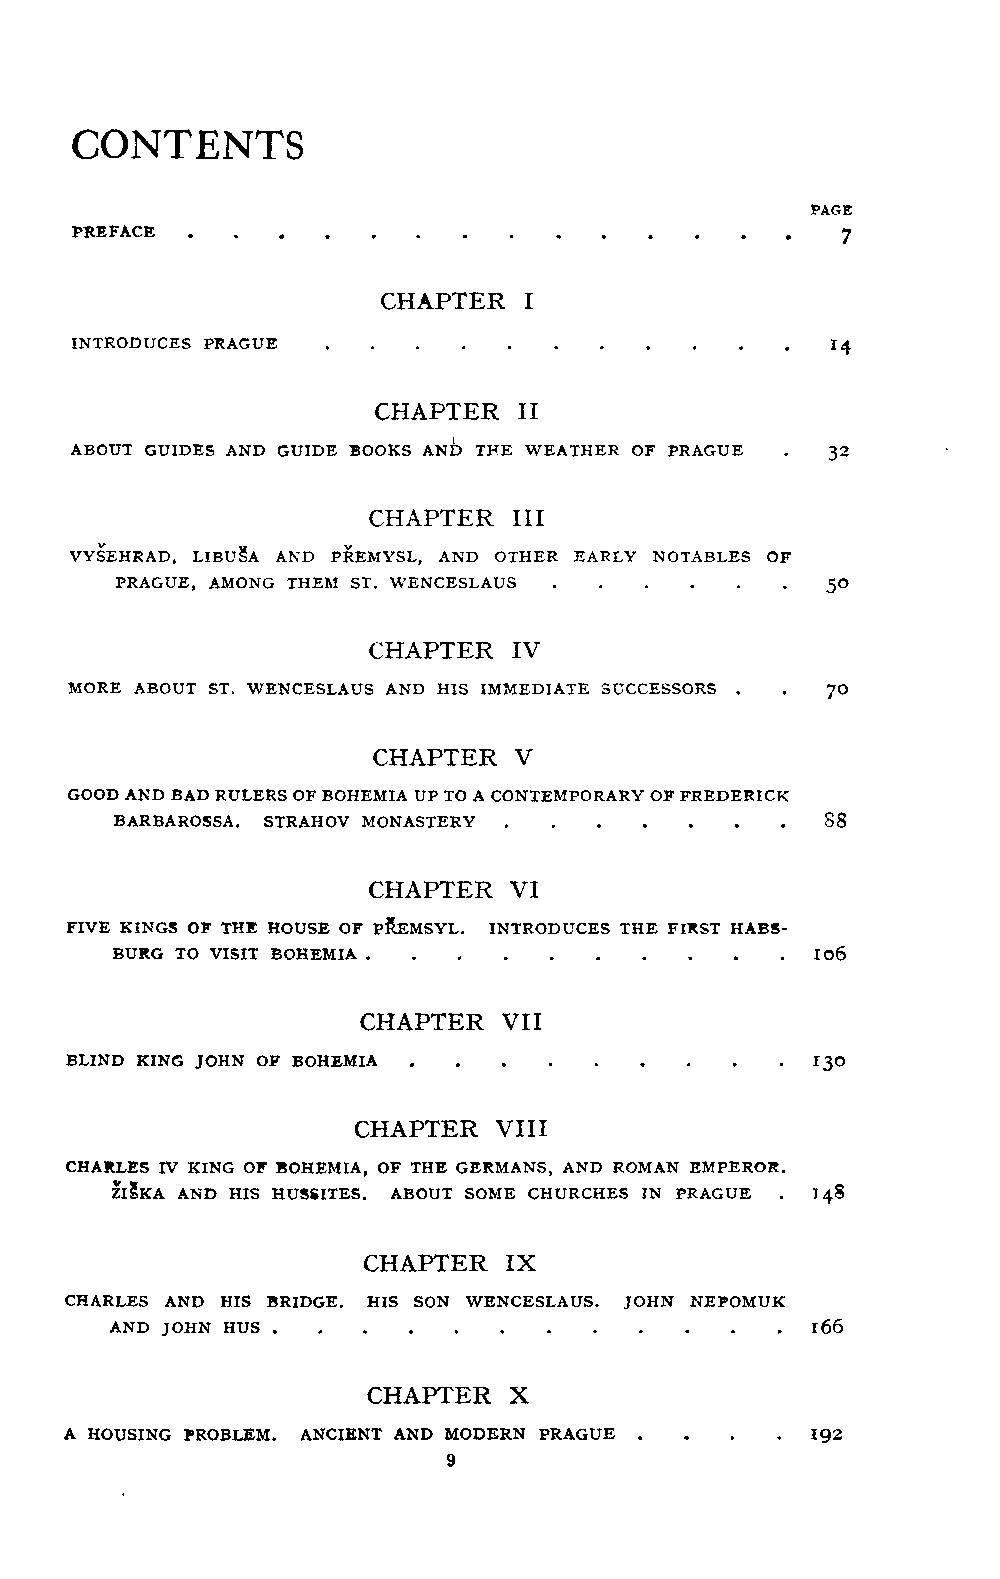 CONTENTS
PAGE
PREFACE . . . . . . . . . . . . . . 7
CHAPTER I
INTRODUCES PRAGUE . . . . . . . . . . . 14
CHAPTER II
ABOUT GUIDES AND GUIDE BOOKS AND THE WEATHER OF PRAGUE . 32
CHAPTER III
VYŠEHRAD, LIBUŠA AND PŘEMYSL, AND OTHER EARLY NOTABLES OF
PRAGUE, AMONG THEM ST. WENCESLAUS . . . . . . 50
CHAPTER IV
MORE ABOUT ST. WENCESLAUS AND HIS IMMEDIATE SUCCESSORS . . 70
CHAPTER V
GOOD AND BAD RULERS OF BOHEMIA UP TO A CONTEMPORARY OF FREDERICK
BARBAROSSA. STRAHOV MONASTERY . . . . . . . 88
CHAPTER VI
FIVE KINGS OF THE HOUSE OF PŘEMSYL. INTRODUCES THE FIRST HABS-
BURG TO VISIT BOHEMIA . . . . . . . . . . 106
CHAPTER VII
BLIND KING JOHN OF BOHEMIA . . . . . . . . . 130
CHAPTER VIII
CHARLES IV KING OF BOHEMIA, OF THE GERMANS, AND ROMAN EMPEROR.
ŽIŠKA AND HIS HUSSITES. ABOUT SOME CHURCHES IN PRAGUE . 148
CHAPTER IX
CHARLES AND HIS BRIDGE. HIS SON WENCESLAUS. JOHN NEPOMUK
AND JOHN HUS . . . . . . . . . . . . 166
CHAPTER X
A HOUSING PROBLEM. ANCIENT AND MODERN PRAGUE . . . . 192
9